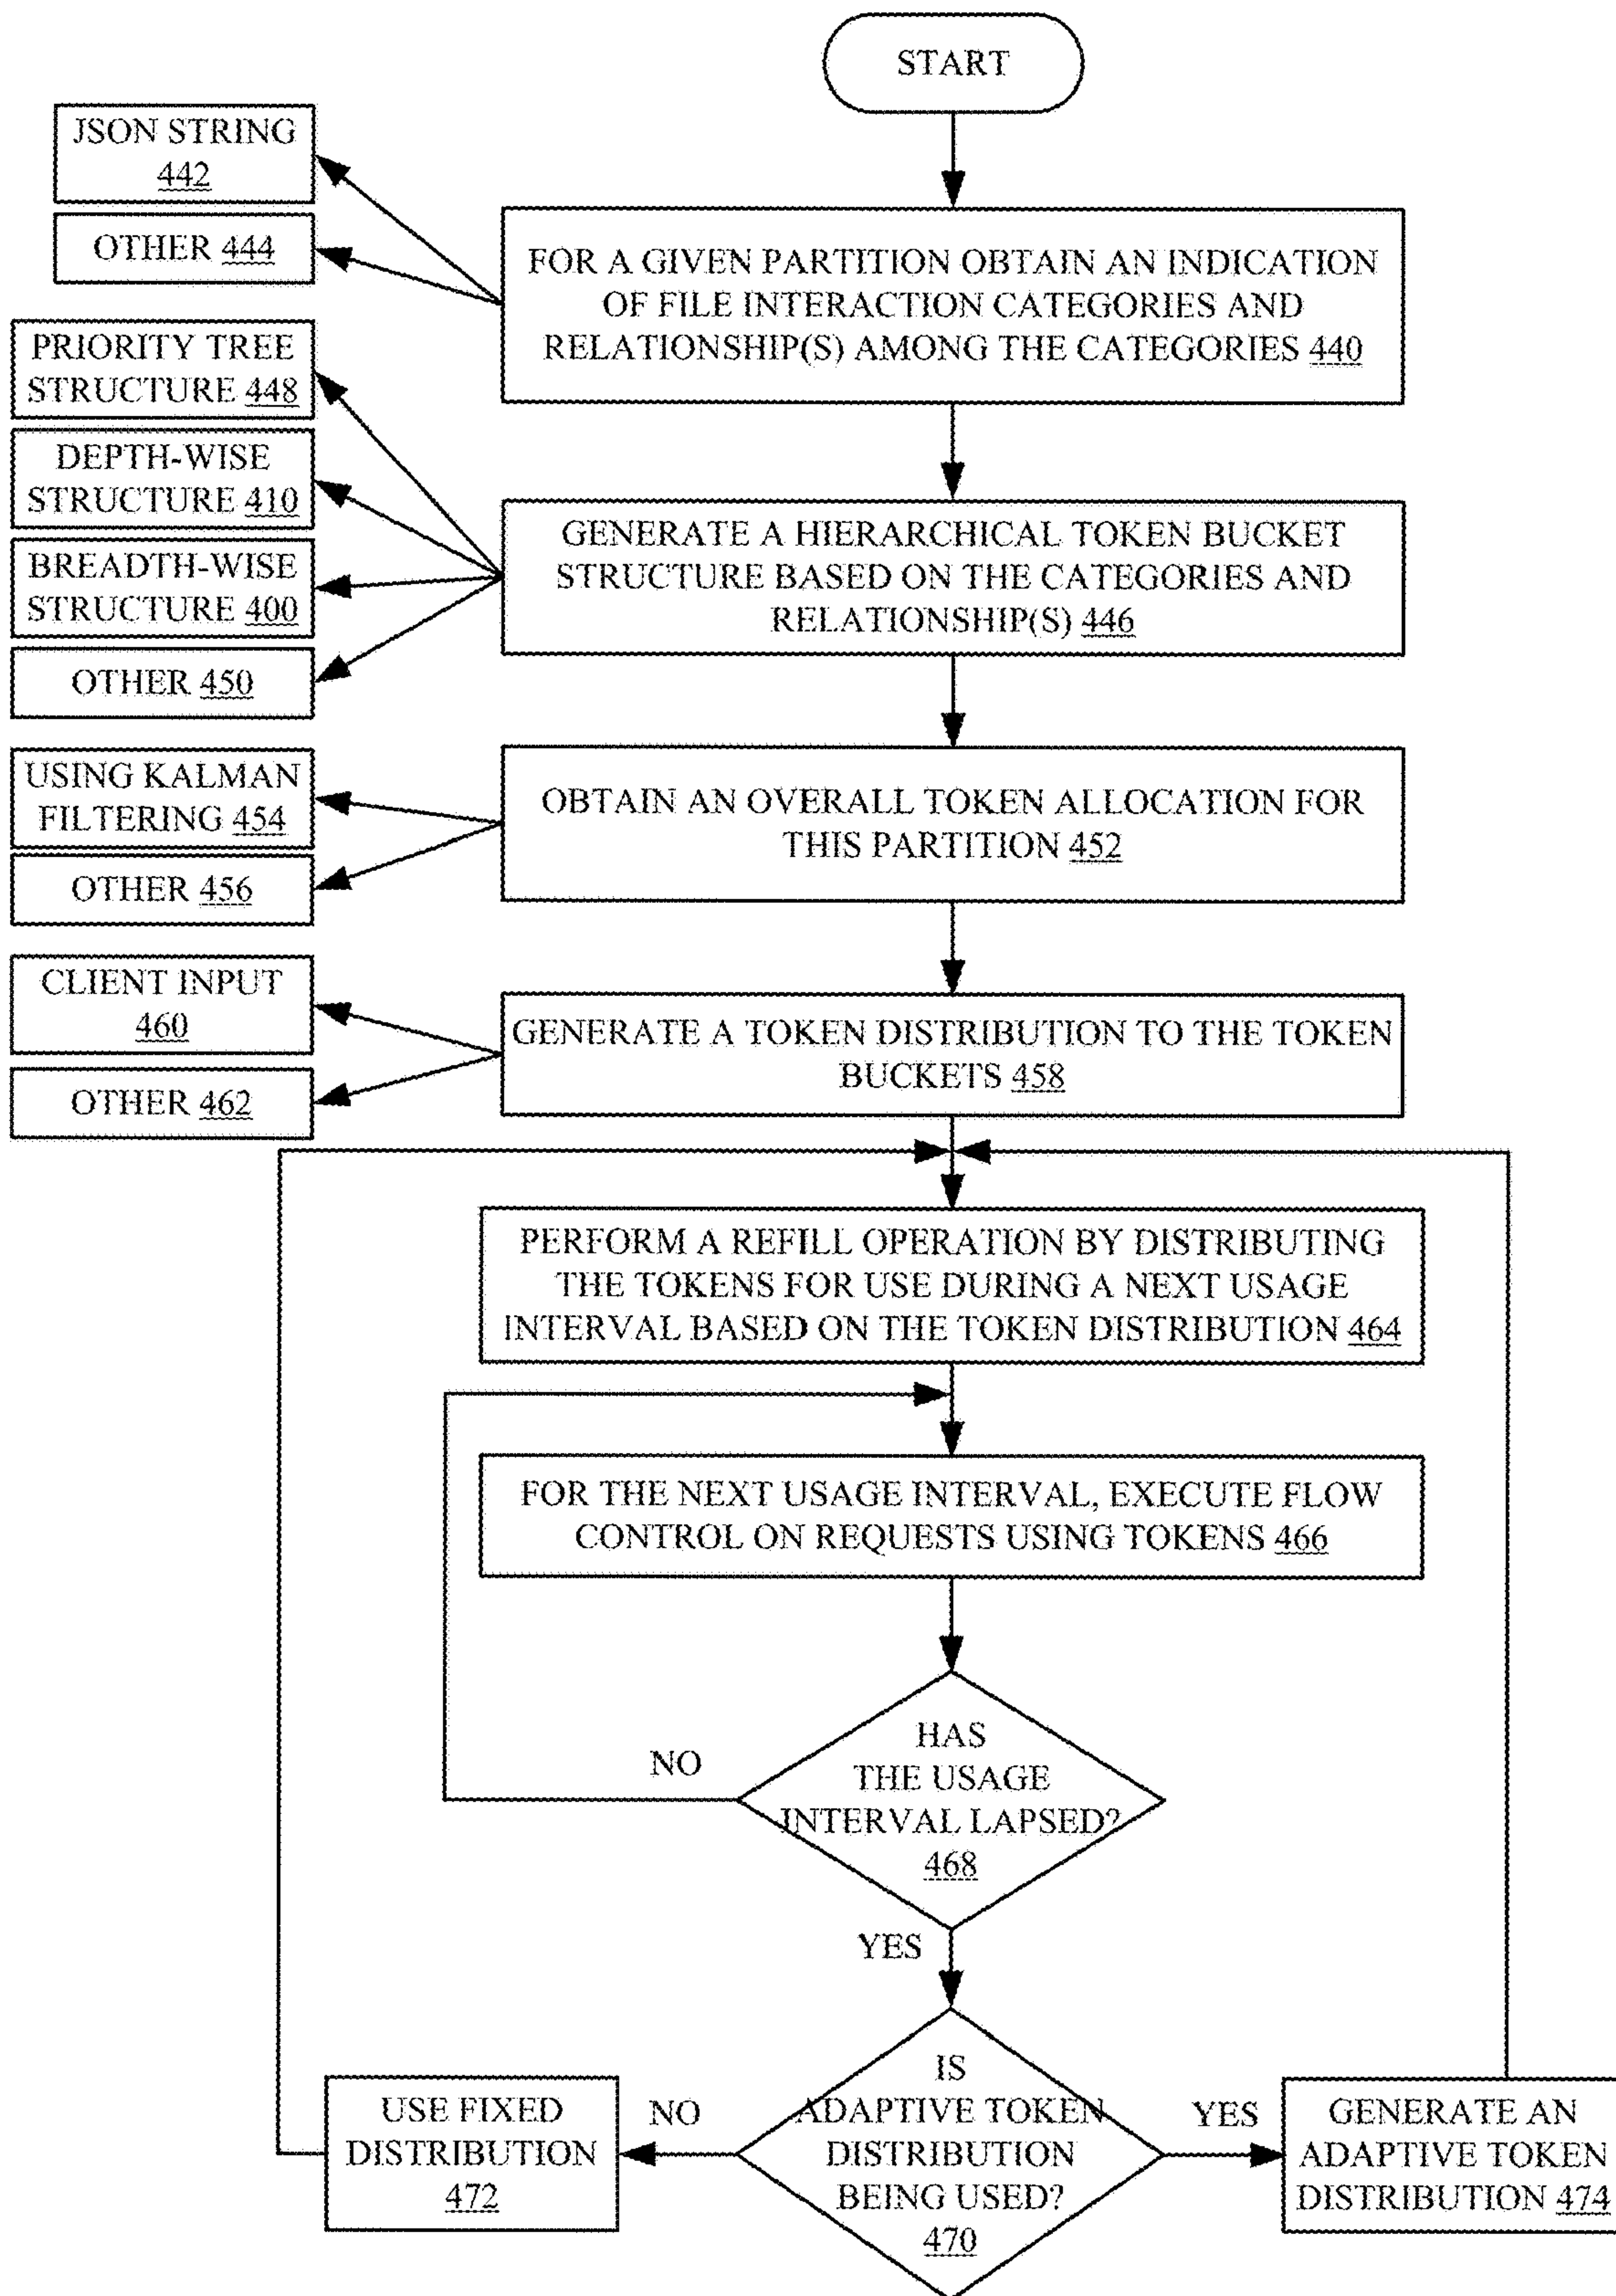 START
JSON STRING
442
OTHER 444
FOR A GIVEN PARTITION OBTAIN AN INDICATION
OF FILE INTERACTION CATEGORIES AND
RELATIONSHIP(S) AMONG THE CATEGORIES 440
PRIORITY TREE
STRUCTURE 448
DEPTH-WISE
STRUCTURE 410
BREADTH-WISE
STRUCTURE 400
OTHER 450
GENERATE A HIERARCHICAL TOKEN BUCKET
STRUCTURE BASED ON THE CATEGORIES AND
RELATIONSHIP(S) 446
USING KALMAN
FILTERING 454
OTHER 456
OBTAIN AN OVERALL TOKEN ALLOCATION FOR
THIS PARTITION 452
CLIENT INPUT
460
OTHER 462
GENERATE A TOKEN DISTRIBUTION TO THE TOKEN
BUCKETS 458
PERFORM A REFILL OPERATION BY DISTRIBUTING
THE TOKENS FOR USE DURING A NEXT USAGE
INTERVAL BASED ON THE TOKEN DISTRIBUTION 464
FOR THE NEXT USAGE INTERVAL, EXECUTE FLOW
CONTROL ON REQUESTS USING TOKENS 466
HAS
THE USAGE
INTERVAL LAPSED?
468
NO
YES
IS
ADAPTIVE TOKEN
DISTRIBUTION
BEING USED?
470
NO
YES
USE FIXED
DISTRIBUTION
472
GENERATE AN
ADAPTIVE TOKEN
DISTRIBUTION 474